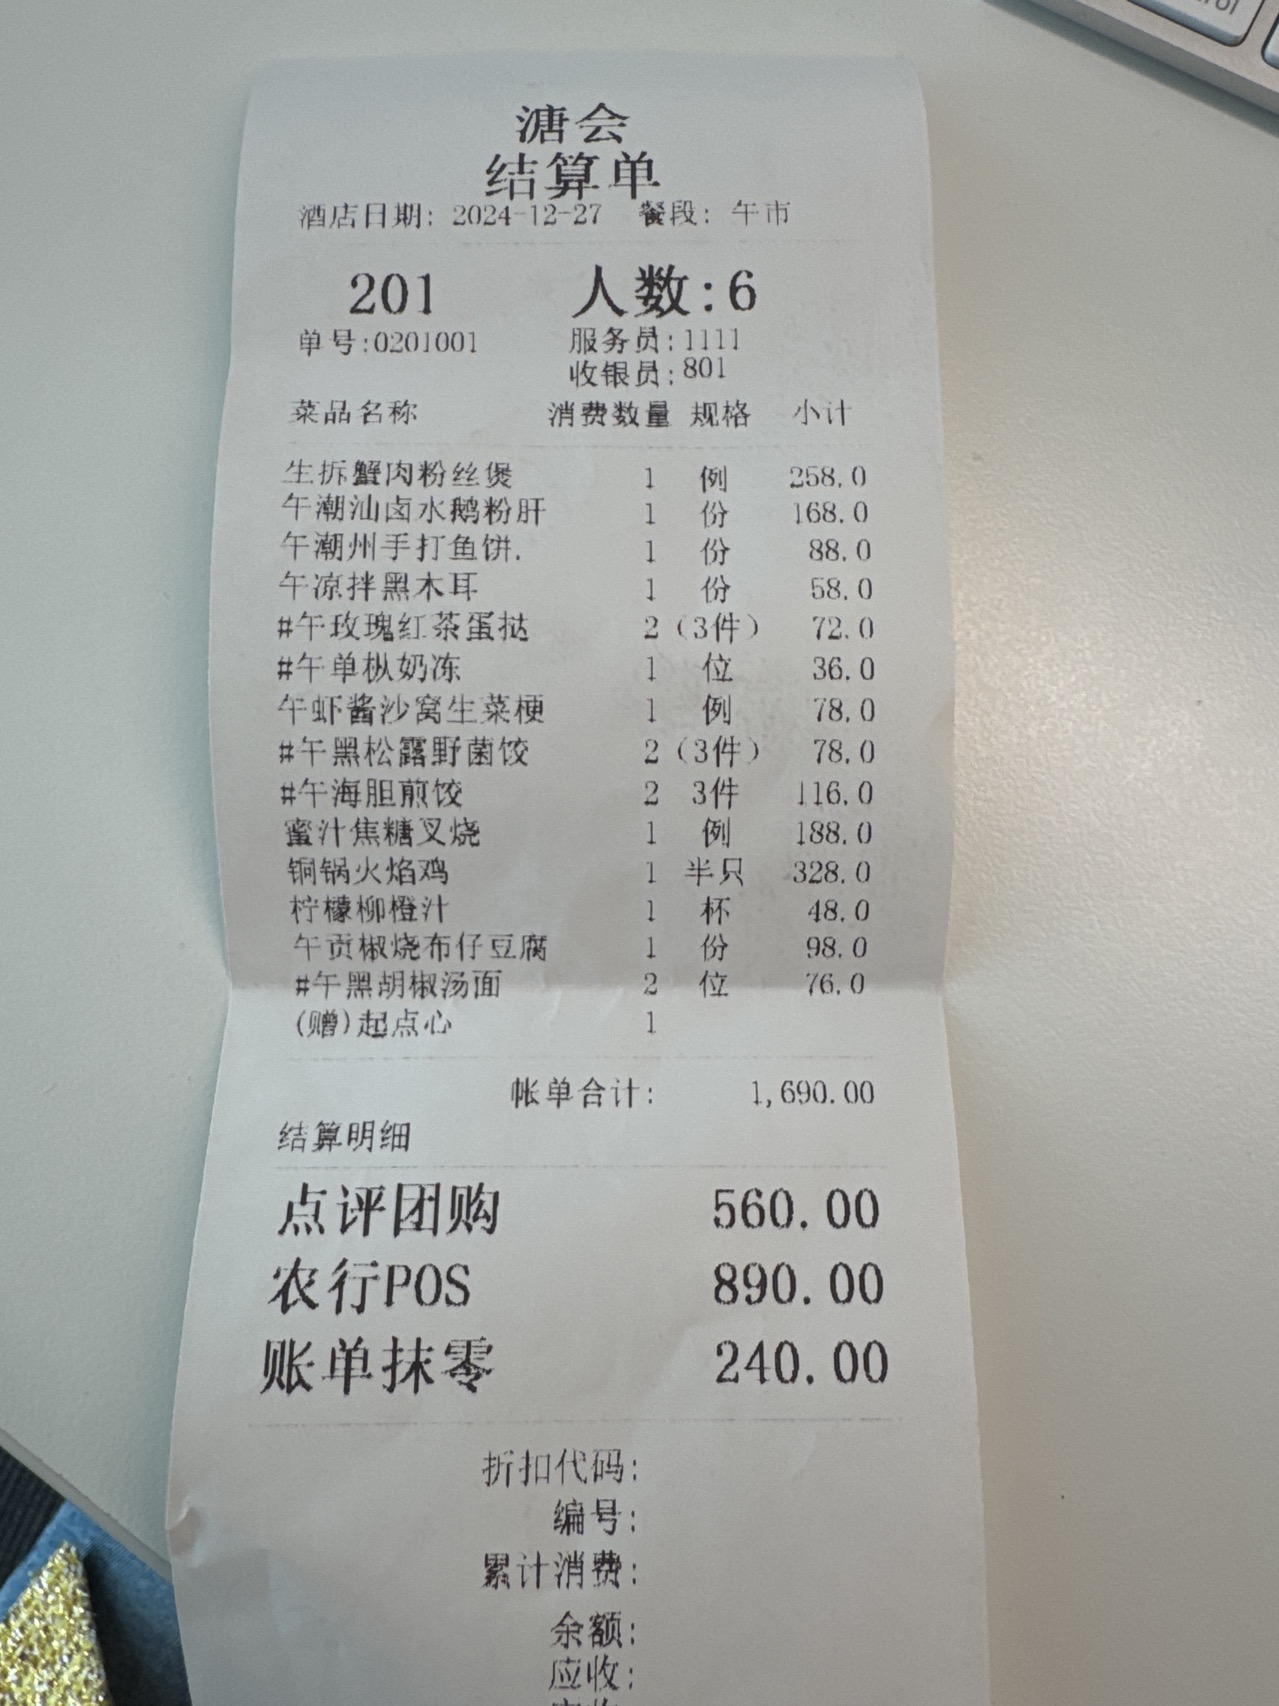 溏会
结算单
酒店日期: 2024-12-27 餐段: 午市
201 人数:6
单号:0201001 服务员:1111
收银员:801
菜品名称 消费数量 规格 小计
生拆蟹肉粉丝煲 1 例 258.0
午潮汕卤水鹅粉肝 1 份 168.0
午潮州手打鱼饼. 1 份 88.0
午凉拌黑木耳 1 份 58.0
#午玫瑰红茶蛋挞 2 (3件) 72.0
#午单枞奶冻 1 位 36.0
午虾酱沙窝生菜梗 1 例 78.0
#午黑松露野菌饺 2 (3件) 78.0
#午海胆煎饺 2 3件 116.0
蜜汁焦糖叉烧 1 例 188.0
铜锅火焰鸡 1 半只 328.0
柠檬柳橙汁 1 杯 48.0
午贡椒烧布仔豆腐 1 份 98.0
#午黑胡椒汤面 2 位 76.0
(赠)起点心 1
帐单合计: 1,690.00
结算明细
点评团购 560.00
农行POS 890.00
账单抹零 240.00
折扣代码:
编号:
累计消费:
余额:
应收: